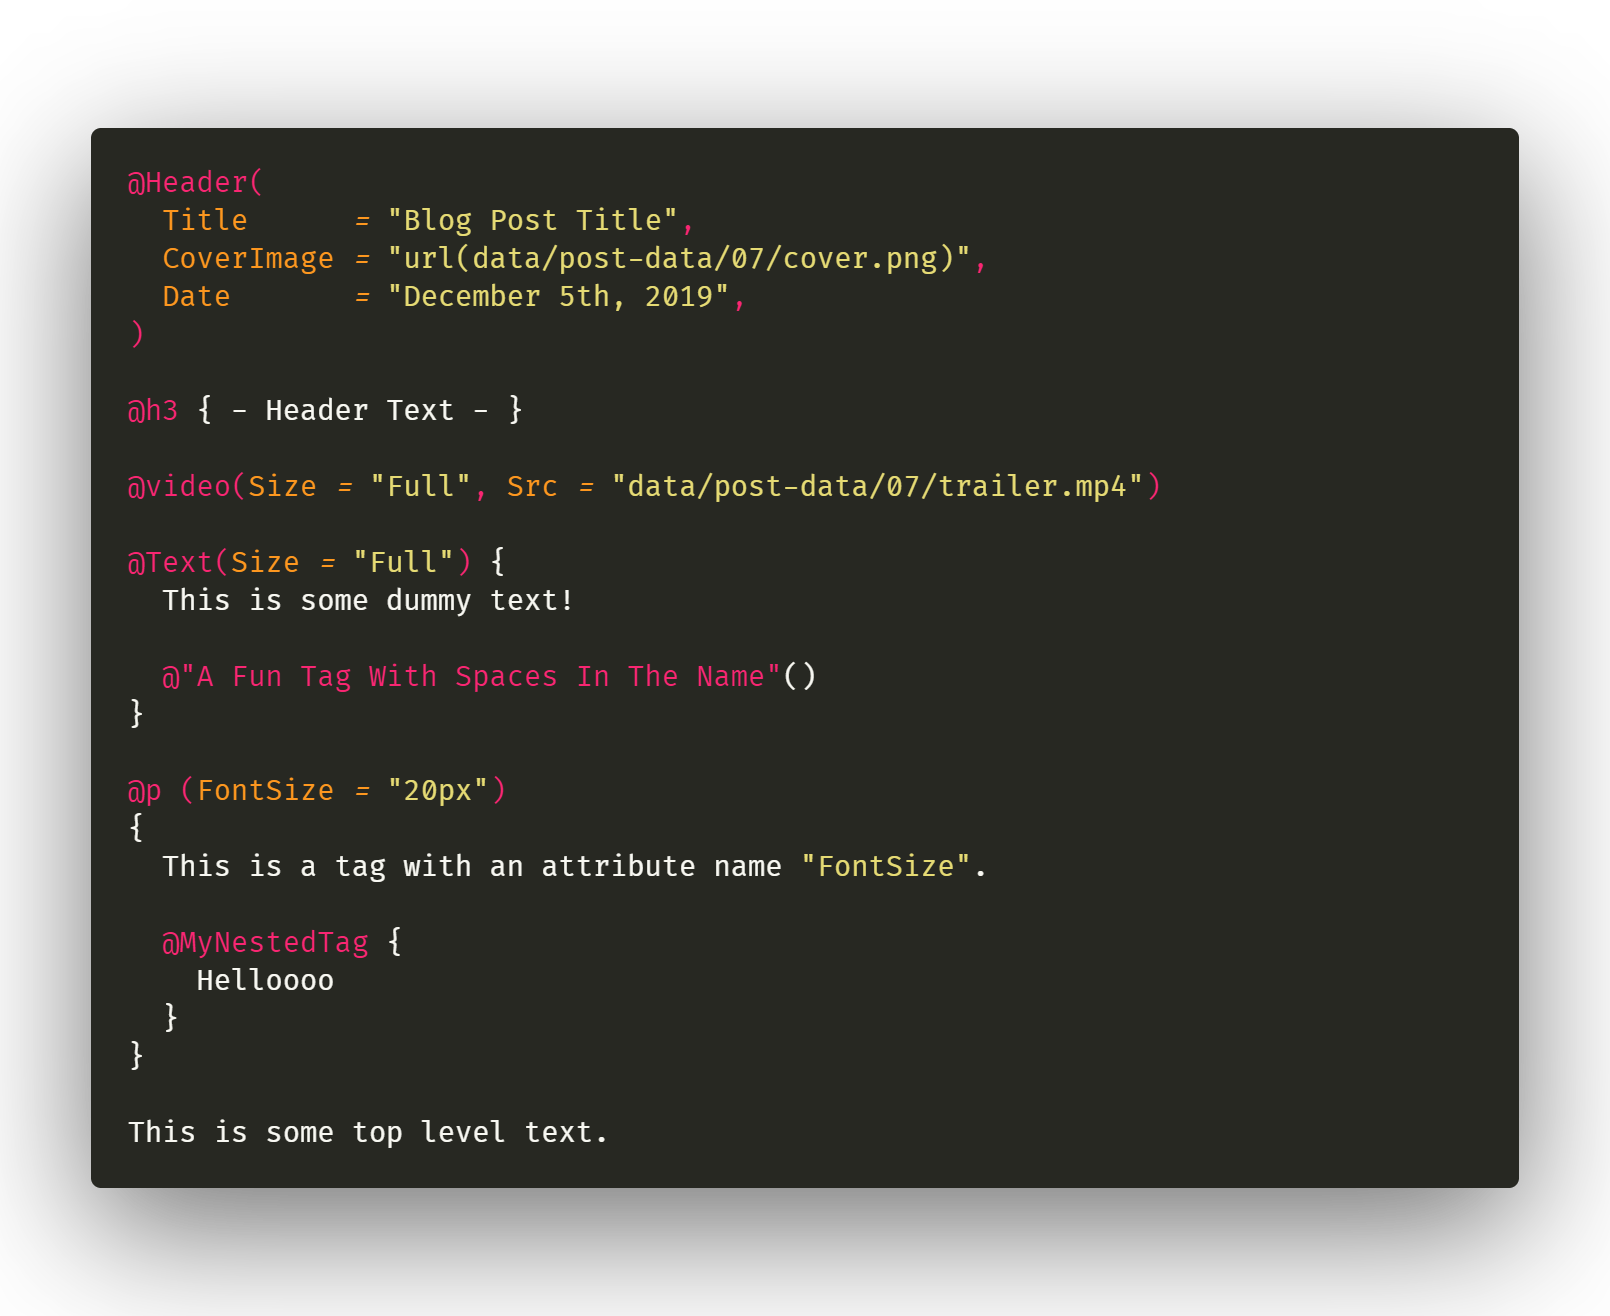 @Header(
  Title      = "Blog Post Title",
  CoverImage = "url(data/post-data/07/cover.png)",
  Date       = "December 5th, 2019",
)

@h3 { - Header Text - }

@video(Size = "Full", Src = "data/post-data/07/trailer.mp4")

@Text(Size = "Full") {
  This is some dummy text!

  @"A Fun Tag With Spaces In The Name"()
}

@p (FontSize = "20px")
{
  This is a tag with an attribute name "FontSize".

  @MyNestedTag {
    Helloooo
  }
}

This is some top level text.